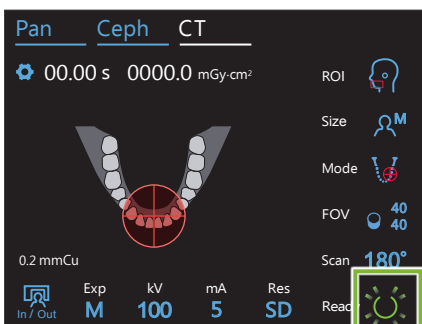 Pan Ceph CT
00.00 s 0000.0 mGy·cm²
ROI
Size M
Mode
FOV 40 40
0.2 mmCu
Scan 180°
Exp kV mA Res
In / Out M 100 5 SD
Ready